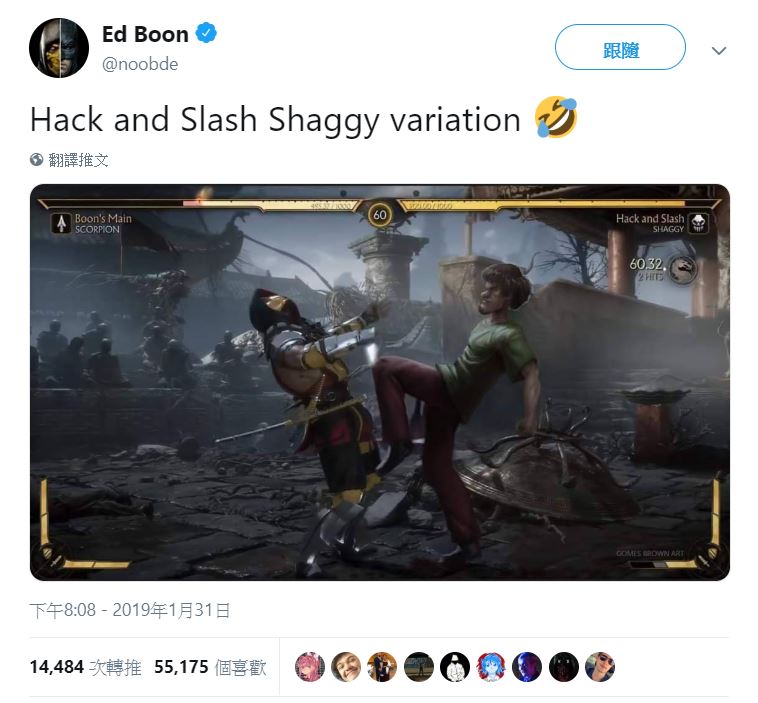 Ed Boon
@noobde
跟隨
Hack and Slash Shaggy variation 🤣
翻譯推文
60
Boon's Main
SCORPION
Hack and Slash
SHAGGY
60.32
2 HITS
GOMES BROWN ART
下午8:08 - 2019年1月31日
14,484 次轉推 55,175 個喜歡